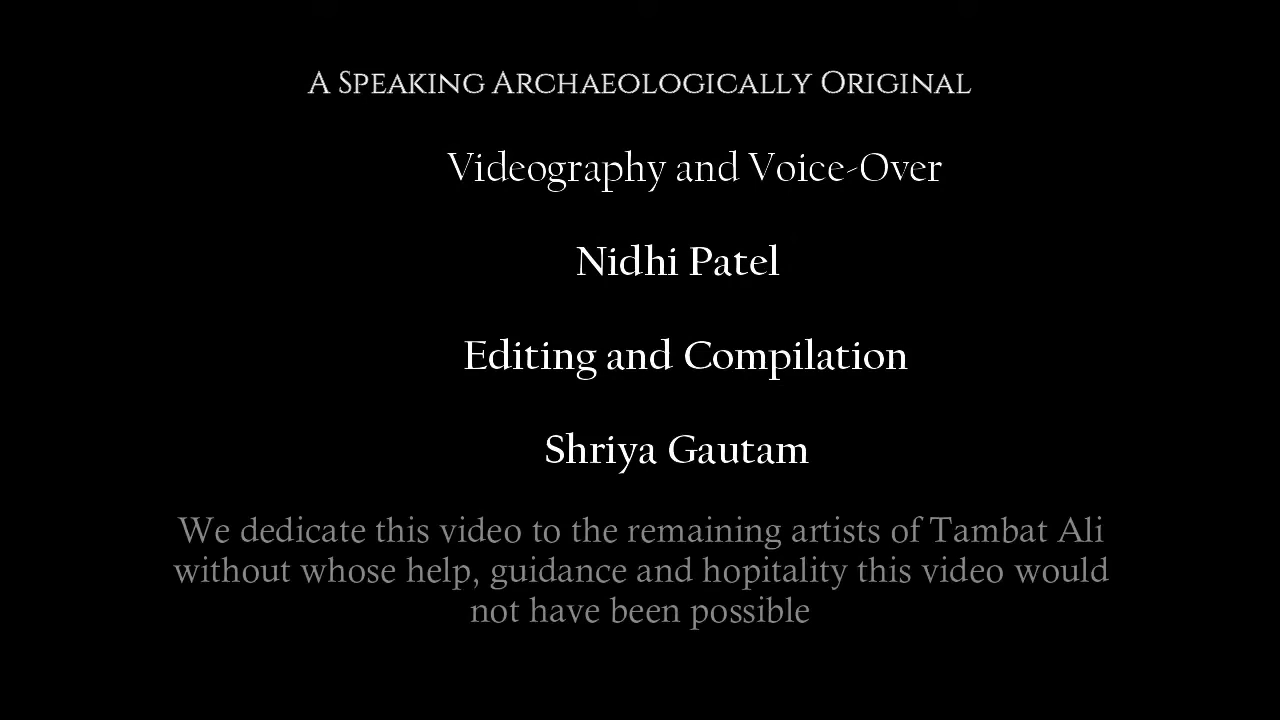 A Speaking Archaeologically Original
Videography and Voice-Over
Nidhi Patel
Editing and Compilation
Shriya Gautam
We dedicate this video to the remaining artists of Tambat Ali
without whose help, guidance and hopitality this video would
not have been possible